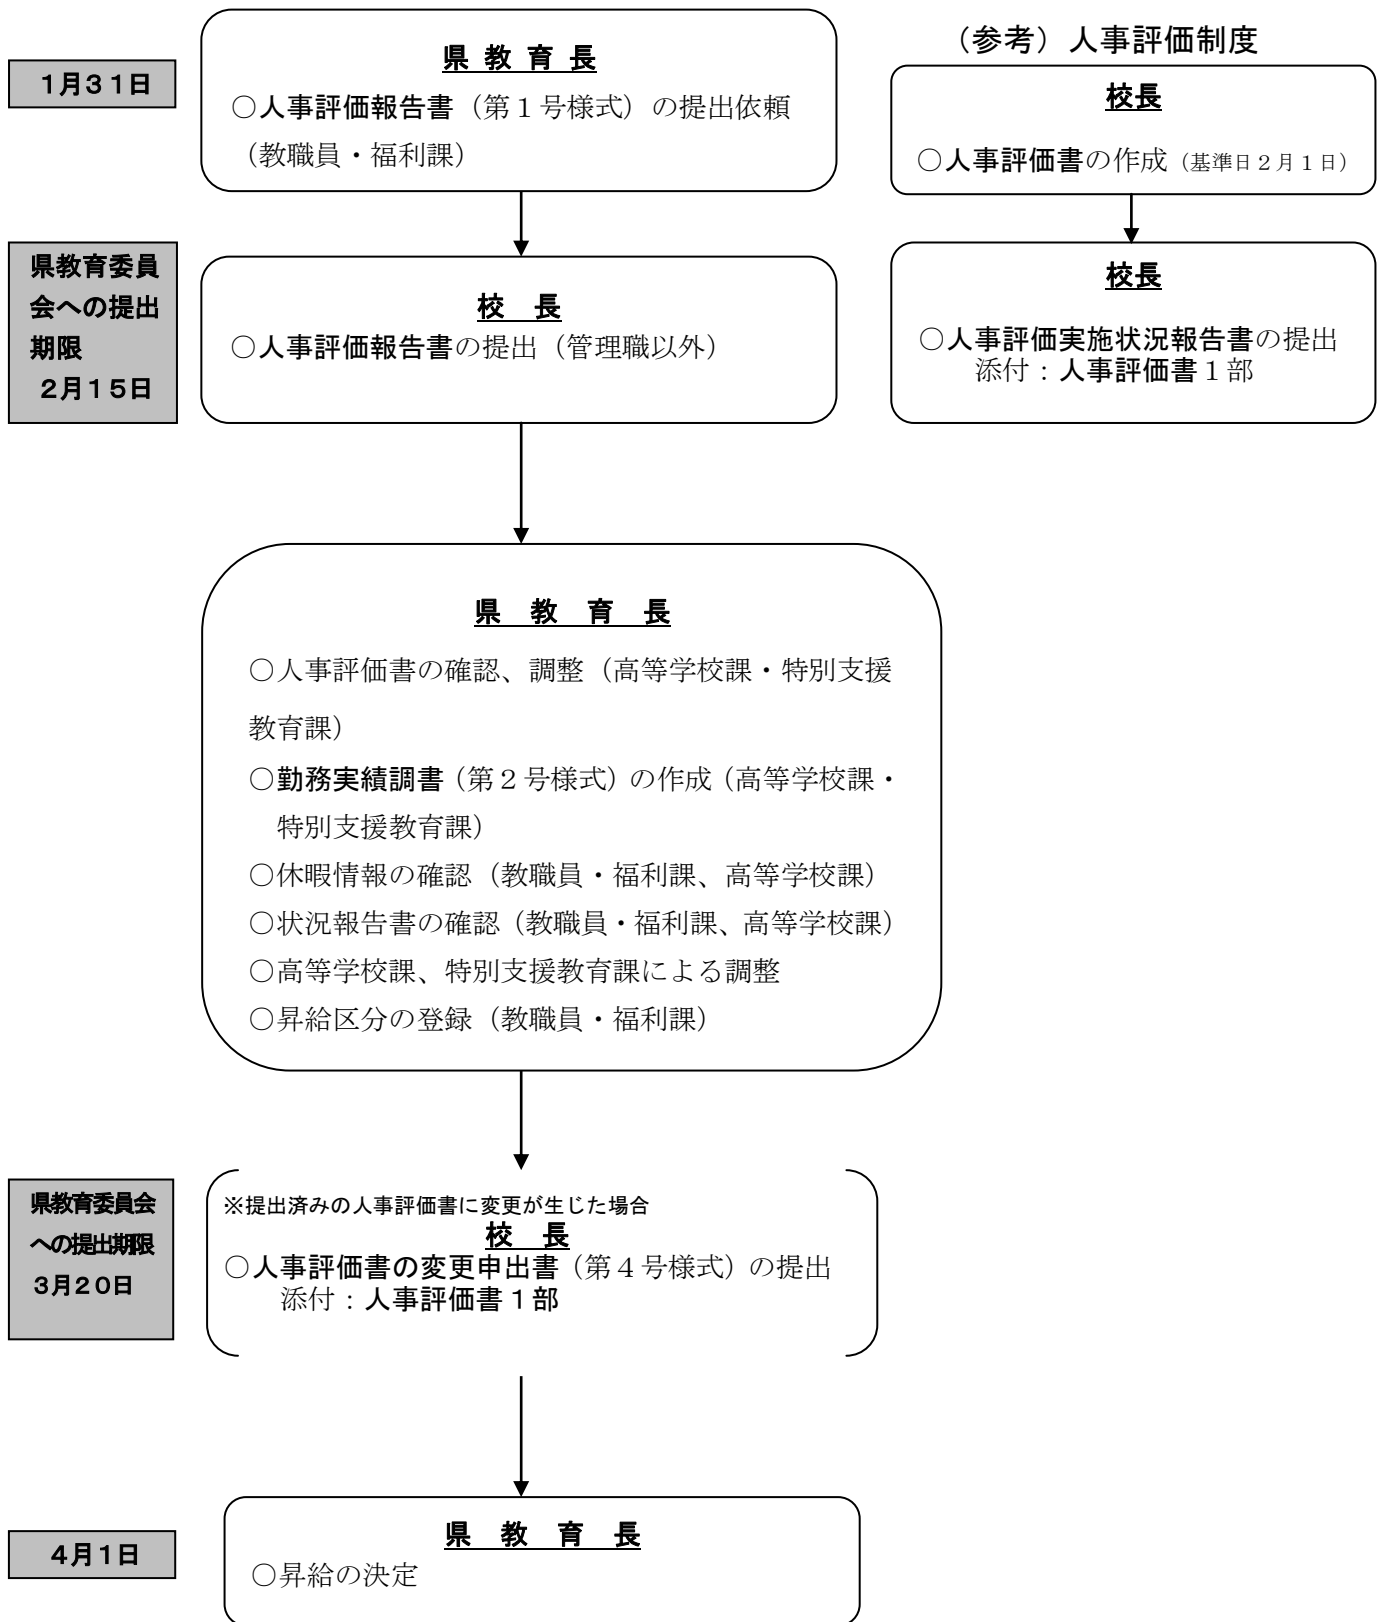 1月31日
県 教 育 長
○人事評価報告書（第１号様式）の提出依頼
（教職員・福利課）
（参考）人事評価制度
校長
○人事評価書の作成（基準日２月１日）
県教育委員
会への提出
期限
2月15日
校　長
○人事評価報告書の提出（管理職以外）
校長
○人事評価実施状況報告書の提出
添付：人事評価書１部
県　教　育　長
○人事評価書の確認、調整（高等学校課・特別支援
教育課）
○勤務実績調書（第２号様式）の作成（高等学校課・
特別支援教育課）
○休暇情報の確認（教職員・福利課、高等学校課）
○状況報告書の確認（教職員・福利課、高等学校課）
○高等学校課、特別支援教育課による調整
○昇給区分の登録（教職員・福利課）
県教育委員会
への提出期限
3月20日
※提出済みの人事評価書に変更が生じた場合
校　長
○人事評価書の変更申出書（第４号様式）の提出
添付：人事評価書１部
4月1日
県　教　育　長
○昇給の決定